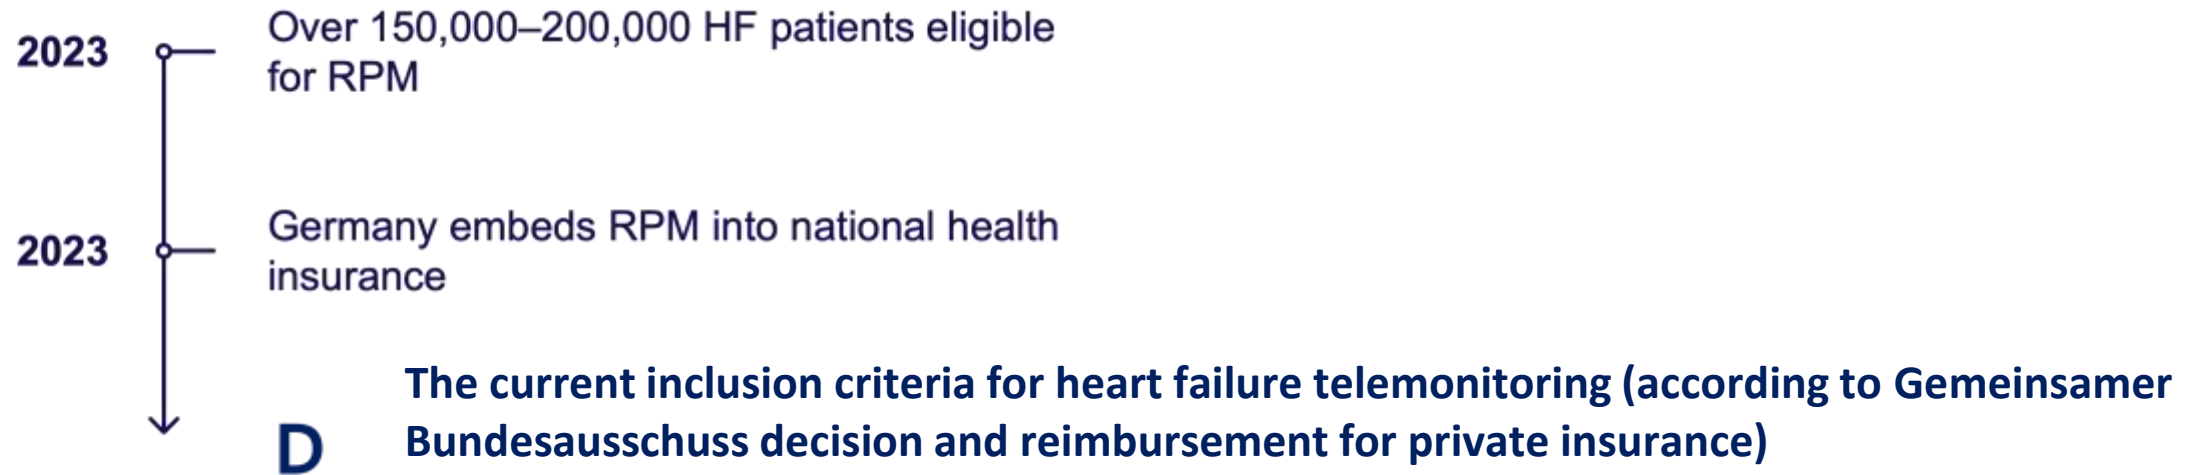 2023
Over 150,000–200,000 HF patients eligible
for RPM
2023
Germany embeds RPM into national health
insurance
D
The current inclusion criteria for heart failure telemonitoring (according to Gemeinsamer
Bundesausschuss decision and reimbursement for private insurance)